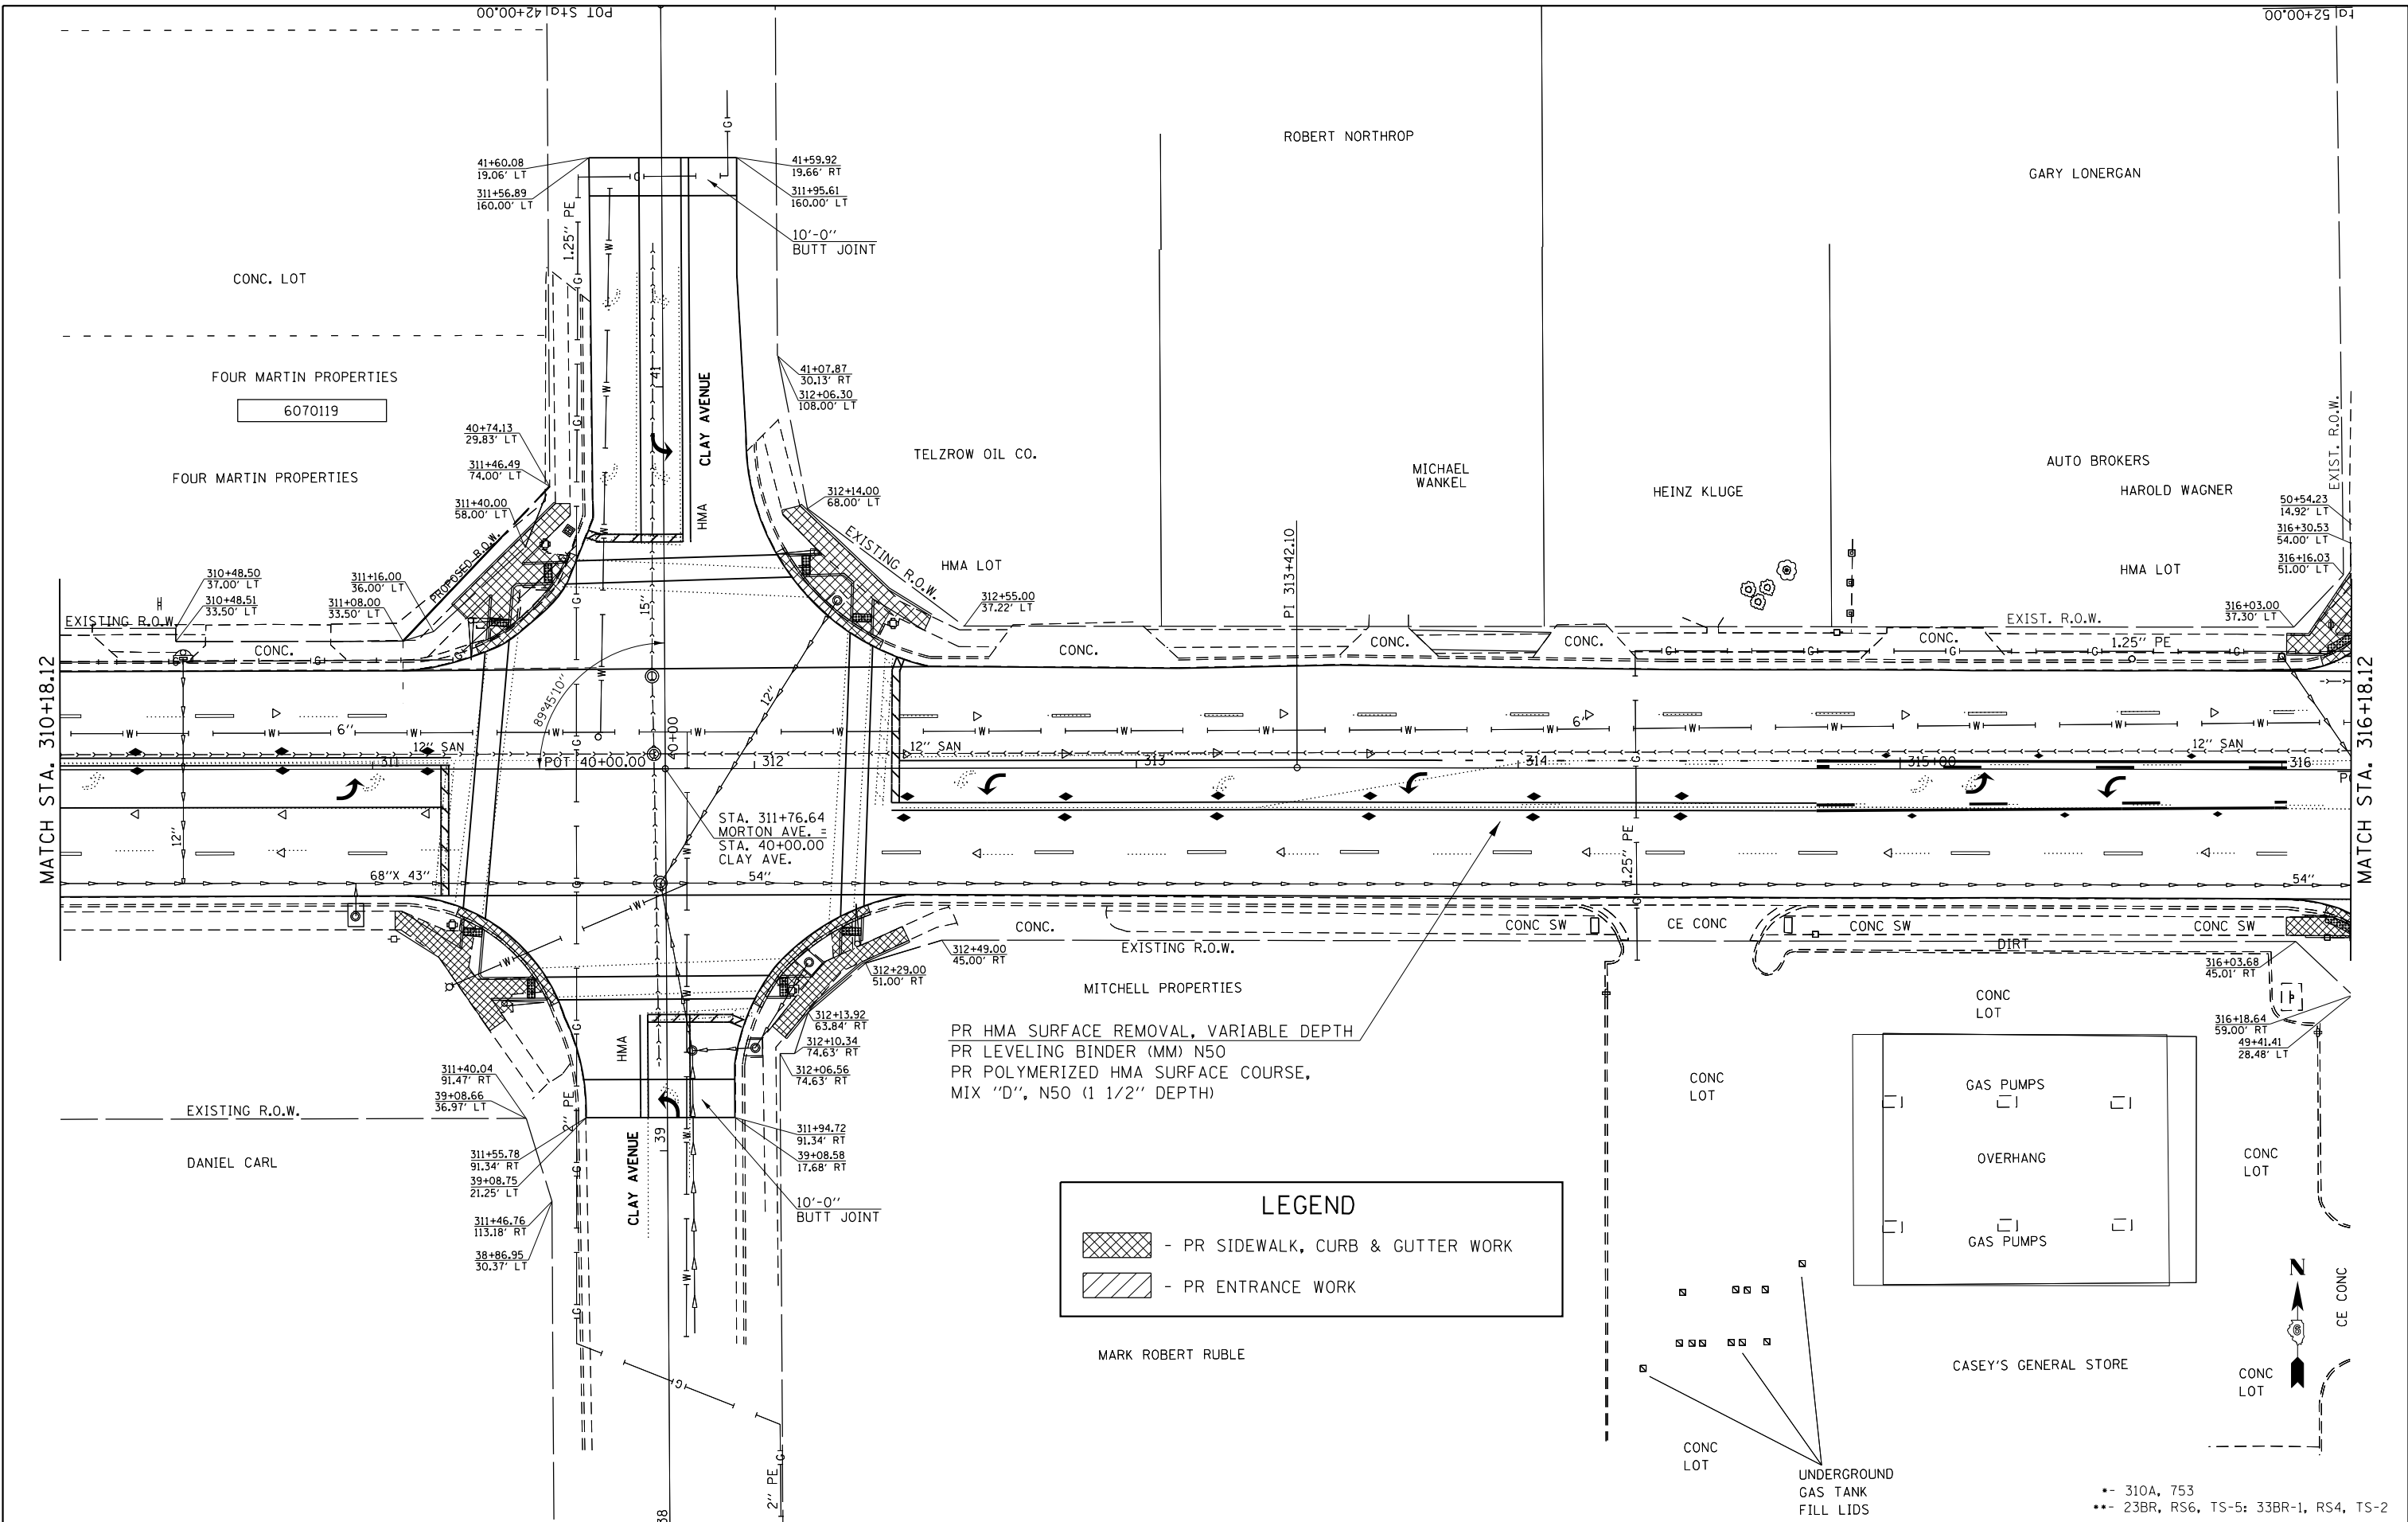 POT Sta 42+00.00
ta 52+00.00
ROBERT NORTHROP
GARY LONERGAN
41+60.08
19.06' LT
311+56.89
160.00' LT
41+59.92
19.66' RT
311+95.61
160.00' LT
1.25" PE
10'-0"
BUTT JOINT
CONC. LOT
41
CLAY AVENUE
HMA
FOUR MARTIN PROPERTIES
6070119
41+07.87
30.13' RT
312+06.30
108.00' LT
40+74.13
29.83' LT
311+46.49
74.00' LT
311+40.00
58.00' LT
FOUR MARTIN PROPERTIES
TELZROW OIL CO.
MICHAEL
WANKEL
HEINZ KLUGE
AUTO BROKERS
HAROLD WAGNER
EXIST. R.O.W.
50+54.23
14.92' LT
316+30.53
54.00' LT
316+16.03
51.00' LT
312+14.00
68.00' LT
EXISTING R.O.W.
HMA LOT
PI 313+42.10
HMA LOT
PROPOSED R.O.W.
310+48.50
37.00' LT
310+48.51
33.50' LT
311+16.00
36.00' LT
311+08.00
33.50' LT
312+55.00
37.22' LT
316+03.00
37.30' LT
EXISTING R.O.W.
EXIST. R.O.W.
CONC.
CONC.
CONC.
CONC.
CONC.
1.25" PE
15"
89°45'10"
12"
MATCH STA. 310+18.12
MATCH STA. 316+18.12
6"
6"
12" SAN
12" SAN
12" SAN
311
POT 40+00.00
40+00
312
313
314
315+00
316
12"
STA. 311+76.64
MORTON AVE. =
STA. 40+00.00
CLAY AVE.
1.25" PE
68"X 43"
54"
54"
CONC.
CONC SW
CE CONC
CONC SW
CONC SW
EXISTING R.O.W.
DIRT
312+49.00
45.00' RT
312+29.00
51.00' RT
316+03.68
45.01' RT
MITCHELL PROPERTIES
CONC
LOT
312+13.92
63.84' RT
312+10.34
74.63' RT
312+06.56
74.63' RT
316+18.64
59.00' RT
49+41.41
28.48' LT
PR HMA SURFACE REMOVAL, VARIABLE DEPTH
PR LEVELING BINDER (MM) N50
PR POLYMERIZED HMA SURFACE COURSE,
MIX "D", N50 (1 1/2" DEPTH)
HMA
CONC
LOT
GAS PUMPS
311+40.04
91.47' RT
39+08.66
36.97' LT
EXISTING R.O.W.
2" PE
39
CLAY AVENUE
311+94.72
91.34' RT
39+08.58
17.68' RT
DANIEL CARL
311+55.78
91.34' RT
39+08.75
21.25' LT
OVERHANG
CONC
LOT
10'-0"
BUTT JOINT
311+46.76
113.18' RT
38+86.95
30.37' LT
LEGEND
- PR SIDEWALK, CURB & GUTTER WORK
- PR ENTRANCE WORK
GAS PUMPS
N
CE CONC
MARK ROBERT RUBLE
CASEY'S GENERAL STORE
CONC
LOT
CONC
LOT
2" PE
38
UNDERGROUND
GAS TANK
FILL LIDS
*- 310A, 753
**- 23BR, RS6, TS-5; 33BR-1, RS4, TS-2